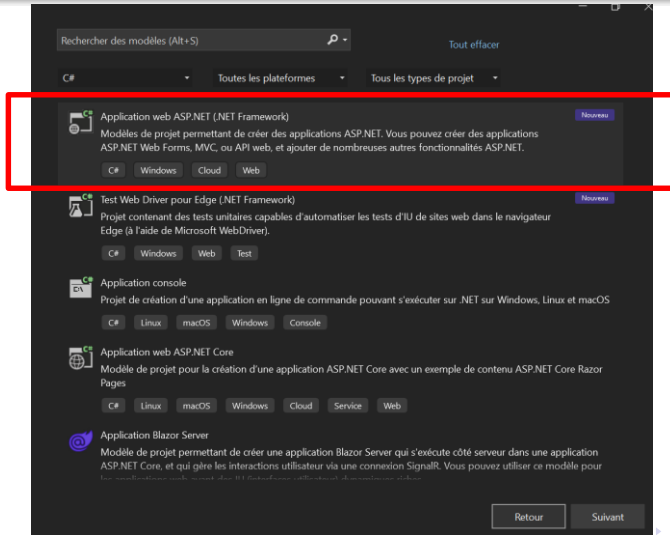 Rechercher des modèles (Alt+S)
Tout effacer
C# Toutes les plateformes Tous les types de projet
Application web ASP.NET (.NET Framework) Nouveau
Modèles de projet permettant de créer des applications ASP.NET. Vous pouvez créer des applications
ASP.NET Web Forms, MVC, ou API web, et ajouter de nombreuses autres fonctionnalités ASP.NET.
C# Windows Cloud Web
Test Web Driver pour Edge (.NET Framework) Nouveau
Projet contenant des tests unitaires capables d'automatiser les tests d'IU de sites web dans le navigateur
Edge (à l'aide de Microsoft WebDriver).
C# Windows Web Test
Application console
Projet de création d'une application en ligne de commande pouvant s'exécuter sur .NET sur Windows, Linux et macOS
C# Linux macOS Windows Console
Application web ASP.NET Core
Modèle de projet pour la création d'une application ASP.NET Core avec un exemple de contenu ASP.NET Core Razor
Pages
C# Linux macOS Windows Cloud Service Web
Application Blazor Server
Modèle de projet permettant de créer une application Blazor Server qui s'exécute côté serveur dans une application
ASP.NET Core, et qui gère les interactions utilisateur via une connexion SignalR. Vous pouvez utiliser ce modèle pour
Retour Suivant